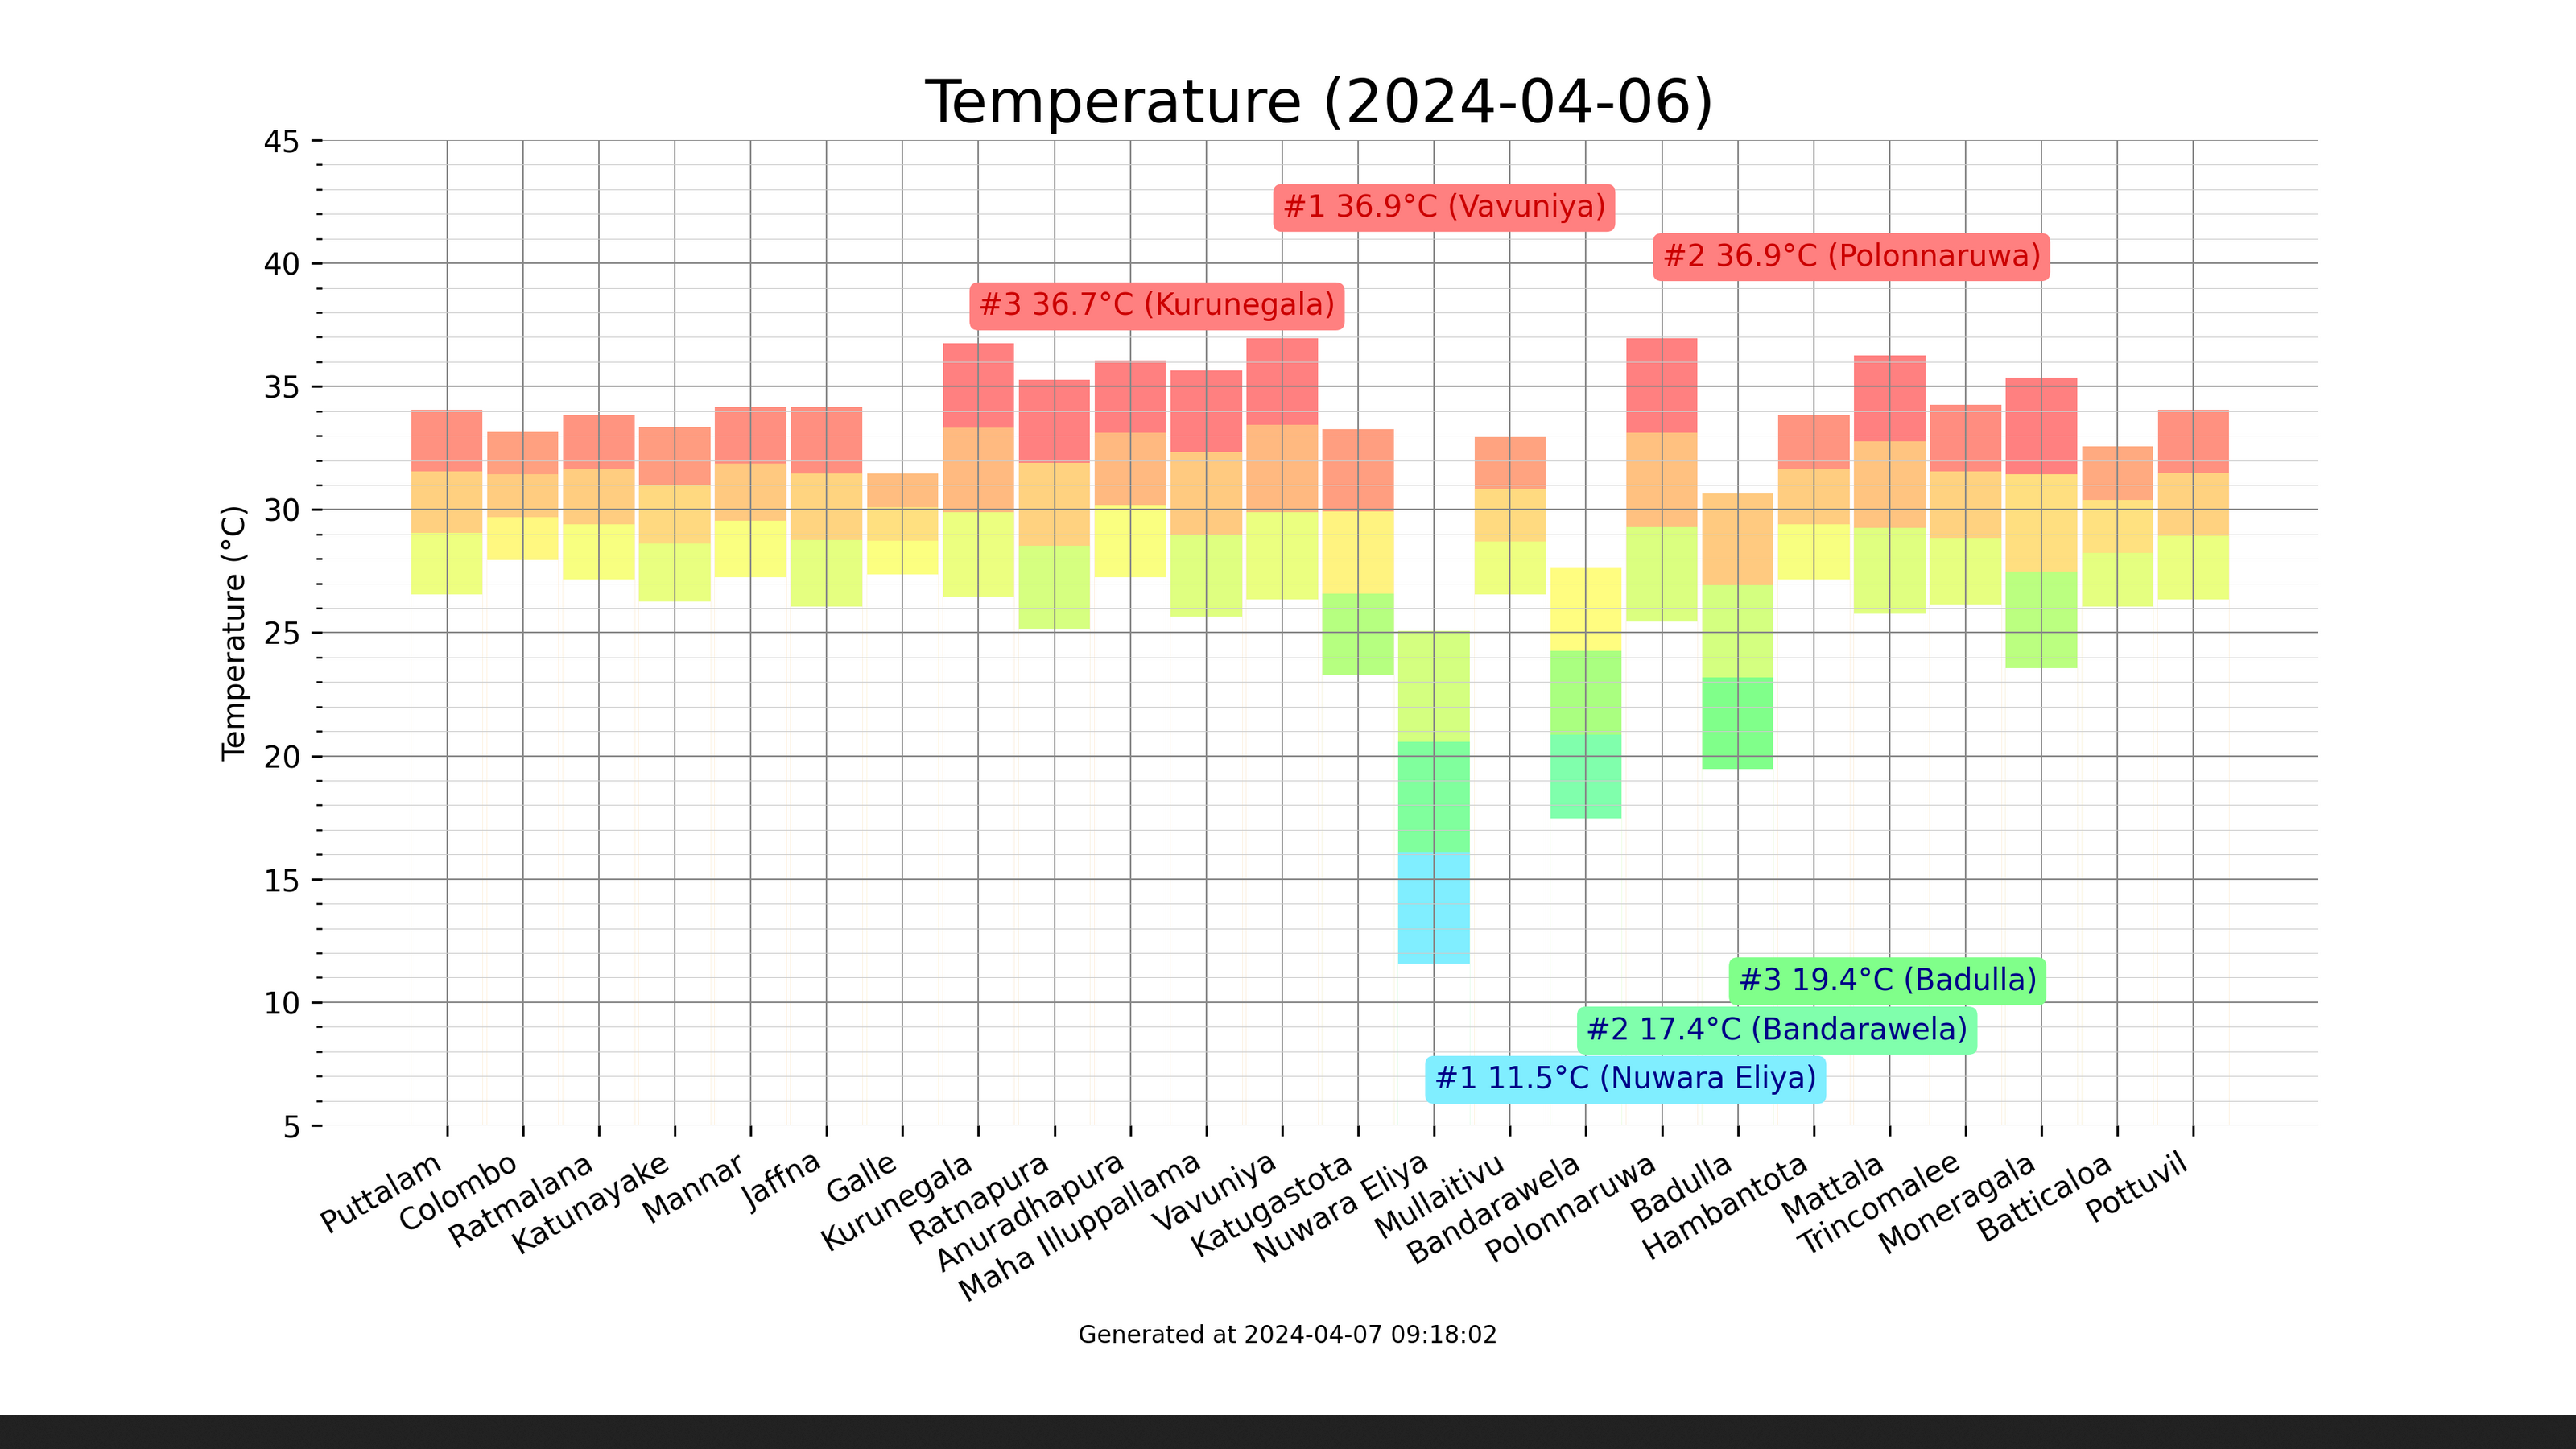 Temperature (2024-04-06)
45
40
35
30
25
20
15
10
5
Temperature (°C)
#1 36.9°C (Vavuniya)
#2 36.9°C (Polonnaruwa)
#3 36.7°C (Kurunegala)
#3 19.4°C (Badulla)
#2 17.4°C (Bandarawela)
#1 11.5°C (Nuwara Eliya)
Puttalam
Colombo
Ratmalana
Katunayake
Mannar
Jaffna
Galle
Kurunegala
Ratnapura
Anuradhapura
Maha Illuppallama
Vavuniya
Katugastota
Nuwara Eliya
Mullaitivu
Bandarawela
Polonnaruwa
Badulla
Hambantota
Mattala
Trincomalee
Moneragala
Batticaloa
Pottuvil
Generated at 2024-04-07 09:18:02